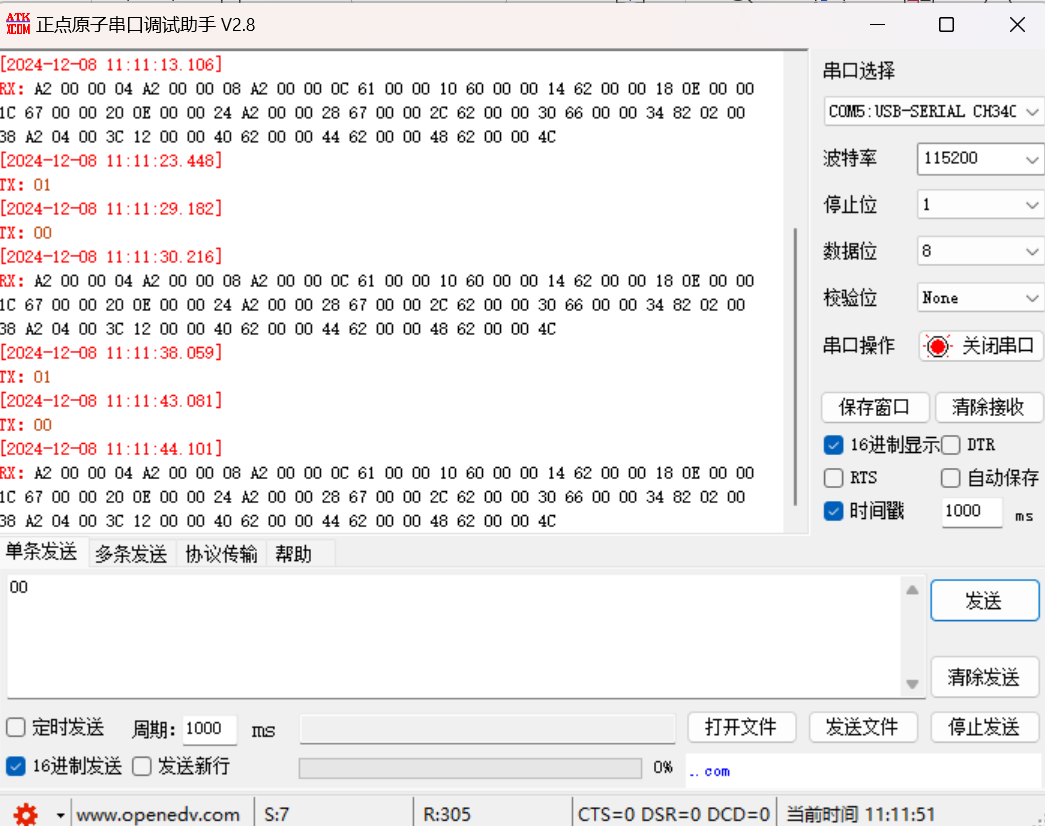 ATK
XCOM
正点原子串口调试助手 V2.8
[2024-12-08 11:11:13.106]
RX: A2 00 00 04 A2 00 00 08 A2 00 00 0C 61 00 00 10 60 00 00 14 62 00 00 18 0E 00 00
1C 67 00 00 20 0E 00 00 24 A2 00 00 28 67 00 00 2C 62 00 00 30 66 00 00 34 82 02 00
38 A2 04 00 3C 12 00 00 40 62 00 00 44 62 00 00 48 62 00 00 4C
[2024-12-08 11:11:23.448]
TX: 01
[2024-12-08 11:11:29.182]
TX: 00
[2024-12-08 11:11:30.216]
RX: A2 00 00 04 A2 00 00 08 A2 00 00 0C 61 00 00 10 60 00 00 14 62 00 00 18 0E 00 00
1C 67 00 00 20 0E 00 00 24 A2 00 00 28 67 00 00 2C 62 00 00 30 66 00 00 34 82 02 00
38 A2 04 00 3C 12 00 00 40 62 00 00 44 62 00 00 48 62 00 00 4C
[2024-12-08 11:11:38.059]
TX: 01
[2024-12-08 11:11:43.081]
TX: 00
[2024-12-08 11:11:44.101]
RX: A2 00 00 04 A2 00 00 08 A2 00 00 0C 61 00 00 10 60 00 00 14 62 00 00 18 0E 00 00
1C 67 00 00 20 0E 00 00 24 A2 00 00 28 67 00 00 2C 62 00 00 30 66 00 00 34 82 02 00
38 A2 04 00 3C 12 00 00 40 62 00 00 44 62 00 00 48 62 00 00 4C
串口选择
COM5:USB-SERIAL CH340
波特率 115200
停止位 1
数据位 8
校验位 None
串口操作 关闭串口
保存窗口 清除接收
16进制显示 DTR
RTS 自动保存
时间戳 1000 ms
单条发送 多条发送 协议传输 帮助
00
发送
清除发送
定时发送 周期: 1000 ms 打开文件 发送文件 停止发送
16进制发送 发送新行 0% ..com
www.openedv.com S:7 R:305 CTS=0 DSR=0 DCD=0 当前时间 11:11:51